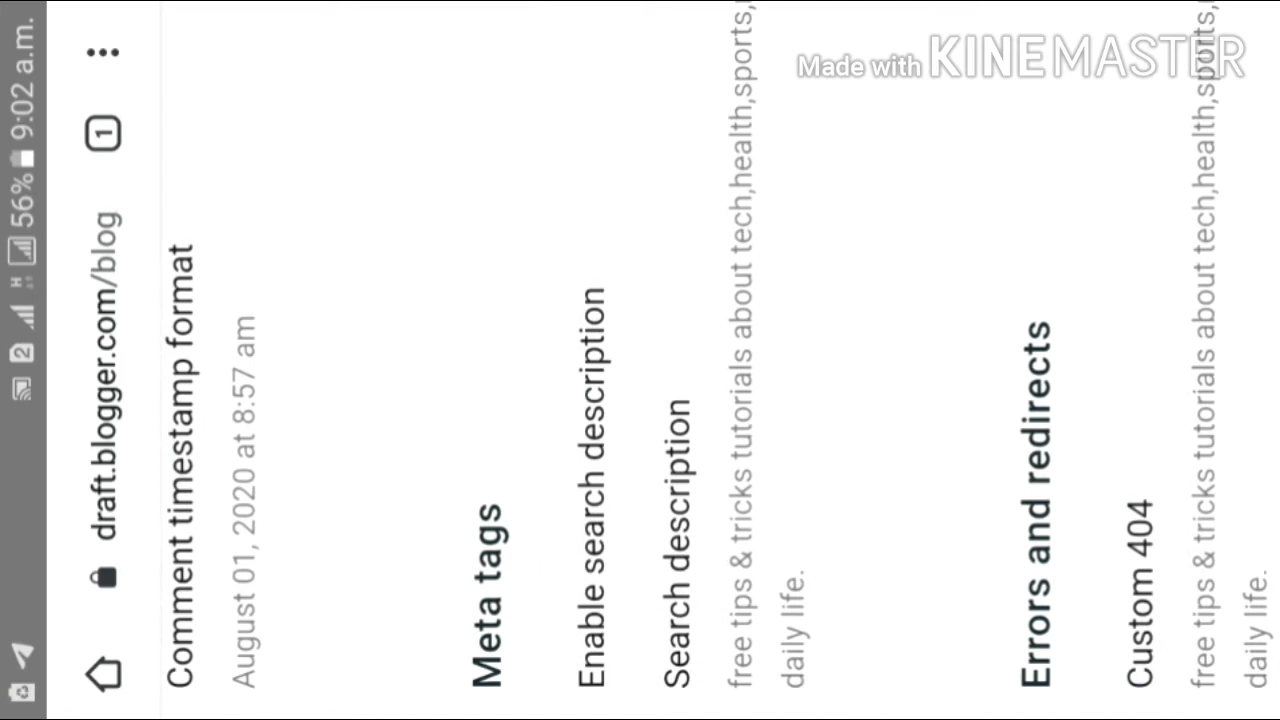 2 H 56% 9:02 a.m.
draft.blogger.com/blog 1
Comment timestamp format
August 01, 2020 at 8:57 am
Meta tags
Enable search description
Search description
free tips & tricks tutorials about tech,health,sports,
daily life.
Errors and redirects
Custom 404
free tips & tricks tutorials about tech,health,sports,
daily life.
Made with KINEMASTER